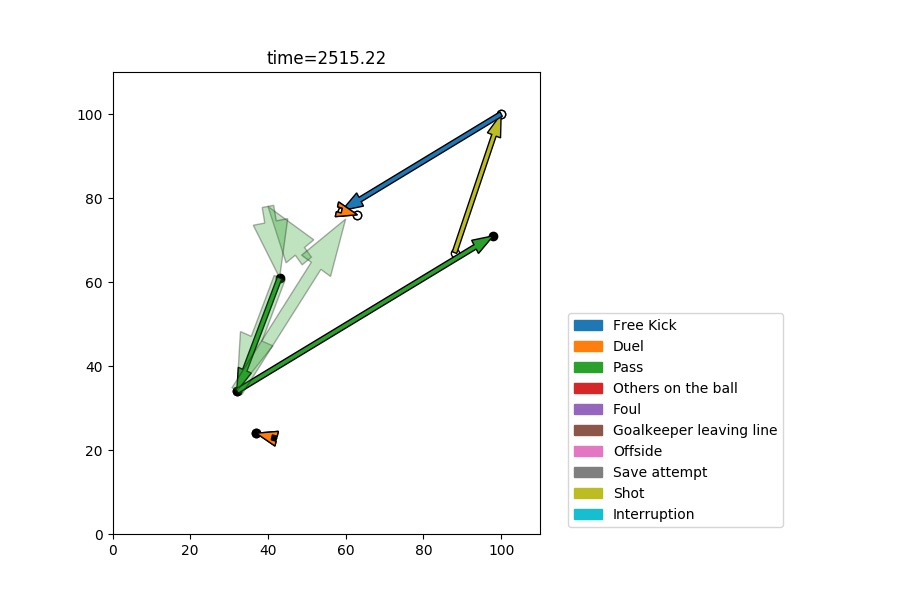 time=2515.22
100
80
60
40
20
0
0 20 40 60 80 100
Free Kick
Duel
Pass
Others on the ball
Foul
Goalkeeper leaving line
Offside
Save attempt
Shot
Interruption